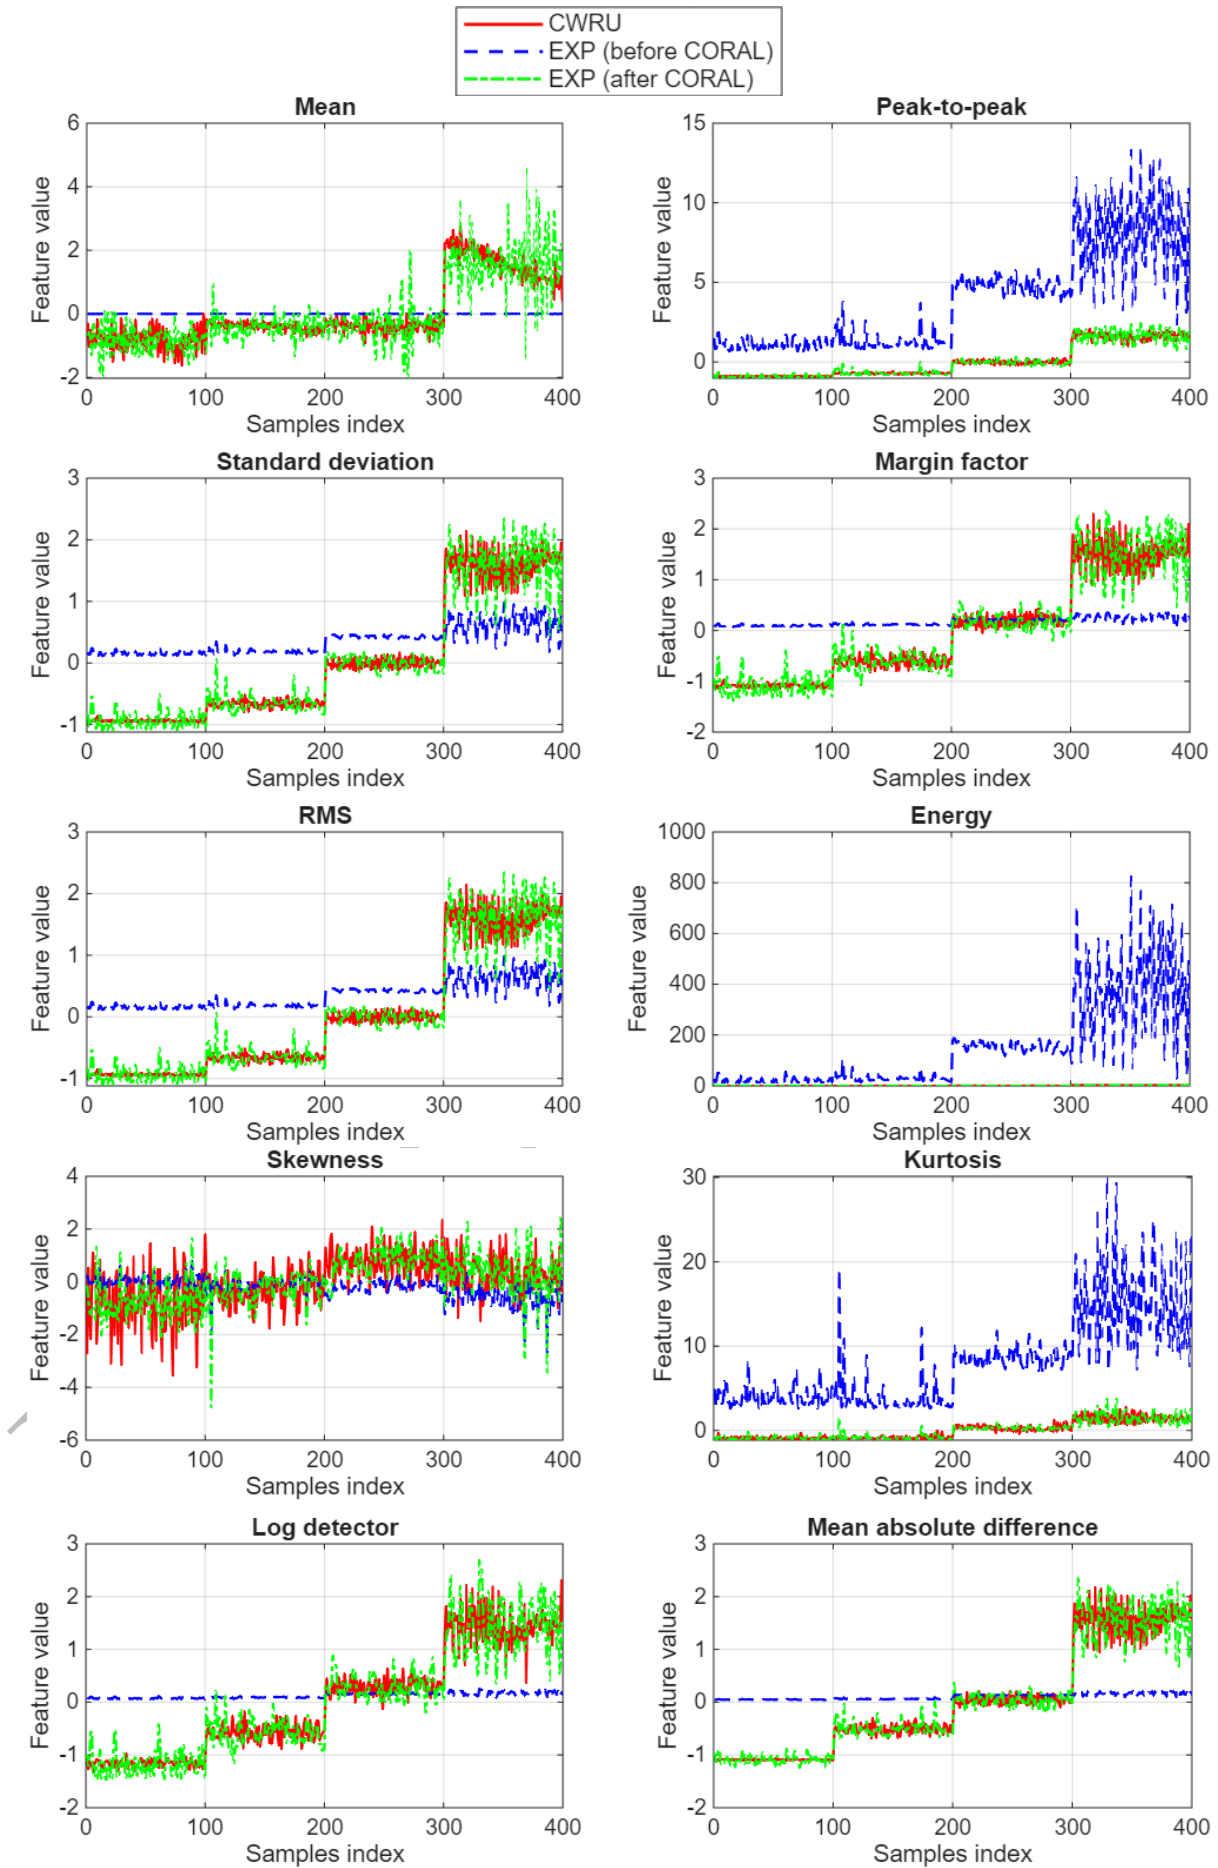 CWRU
EXP (before CORAL)
EXP (after CORAL)
Mean
6
4
2
0
-2
Feature value
0 100 200 300 400
Samples index
Peak-to-peak
15
10
5
0
Feature value
0 100 200 300 400
Samples index
Standard deviation
3
2
1
0
-1
Feature value
0 100 200 300 400
Samples index
Margin factor
3
2
1
0
-1
-2
Feature value
0 100 200 300 400
Samples index
RMS
3
2
1
0
-1
Feature value
0 100 200 300 400
Samples index
Energy
1000
800
600
400
200
0
Feature value
0 100 200 300 400
Samples index
Skewness
4
2
0
-2
-4
-6
Feature value
0 100 200 300 400
Samples index
Kurtosis
30
20
10
0
Feature value
0 100 200 300 400
Samples index
Log detector
3
2
1
0
-1
-2
Feature value
0 100 200 300 400
Samples index
Mean absolute difference
3
2
1
0
-1
-2
Feature value
0 100 200 300 400
Samples index